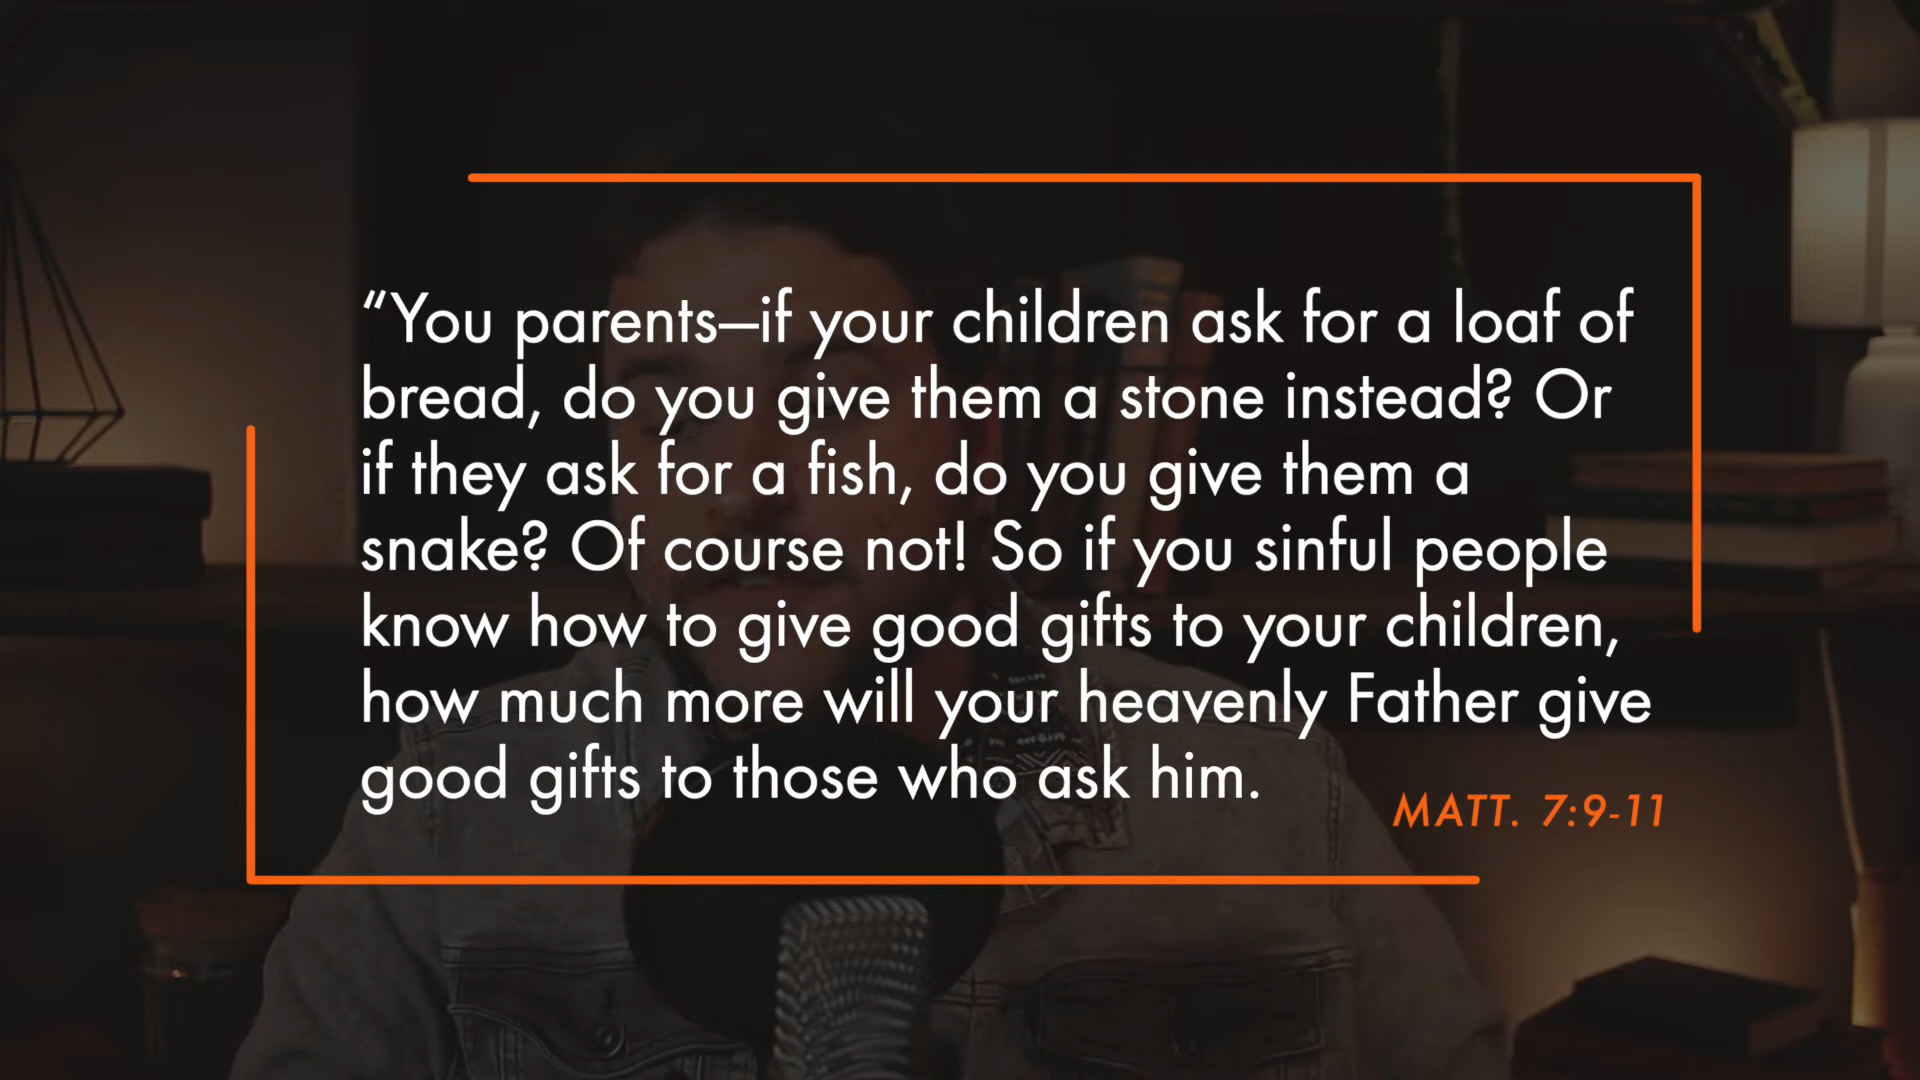 “You parents—if your children ask for a loaf of
bread, do you give them a stone instead? Or
if they ask for a fish, do you give them a
snake? Of course not! So if you sinful people
know how to give good gifts to your children,
how much more will your heavenly Father give
good gifts to those who ask him.
MATT. 7:9-11